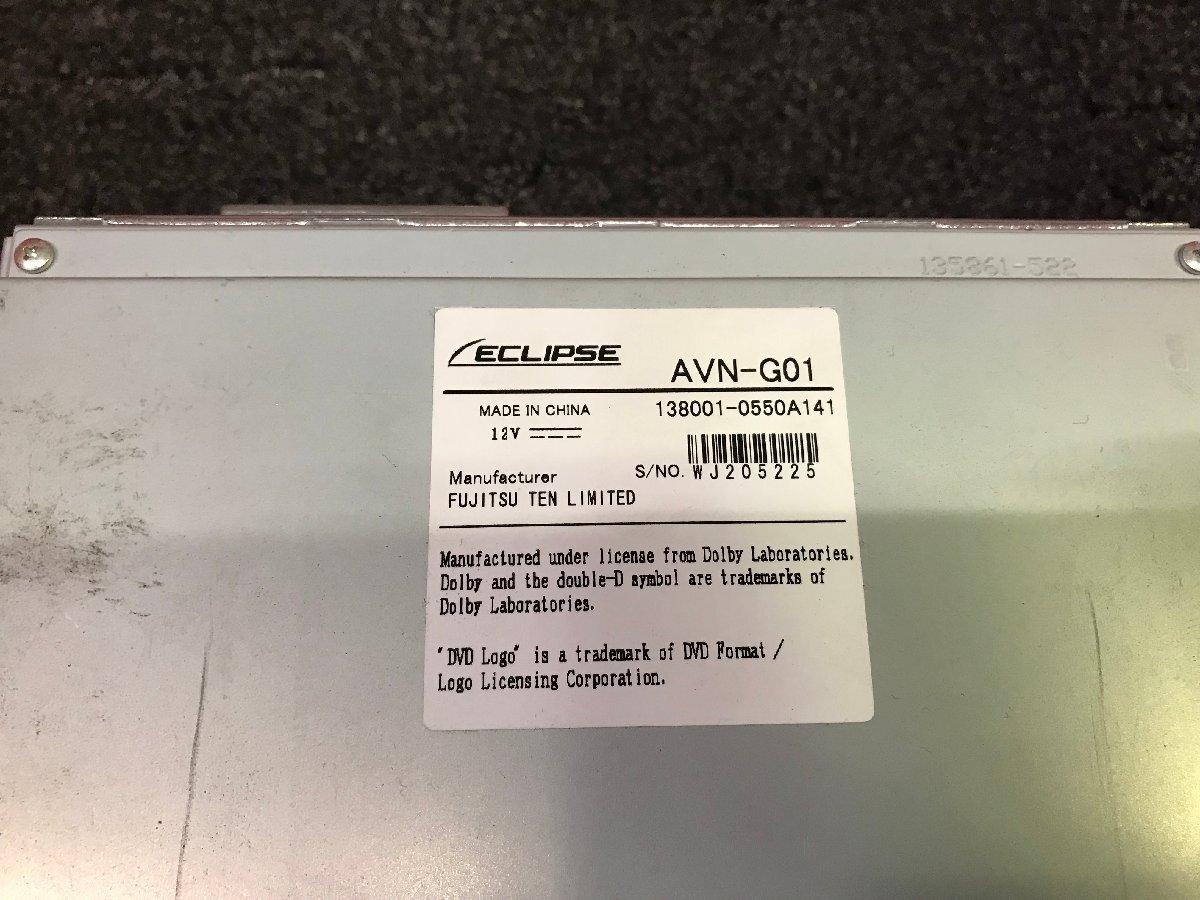 135861-522
ECLIPSE
AVN-G01
MADE IN CHINA
138001-0550A141
12V
S/NO. WJ205225
Manufacturer
FUJITSU TEN LIMITED
Manufactured under license from Dolby Laboratories.
Dolby and the double-D symbol are trademarks of
Dolby Laboratories.
"DVD Logo" is a trademark of DVD Format /
Logo Licensing Corporation.